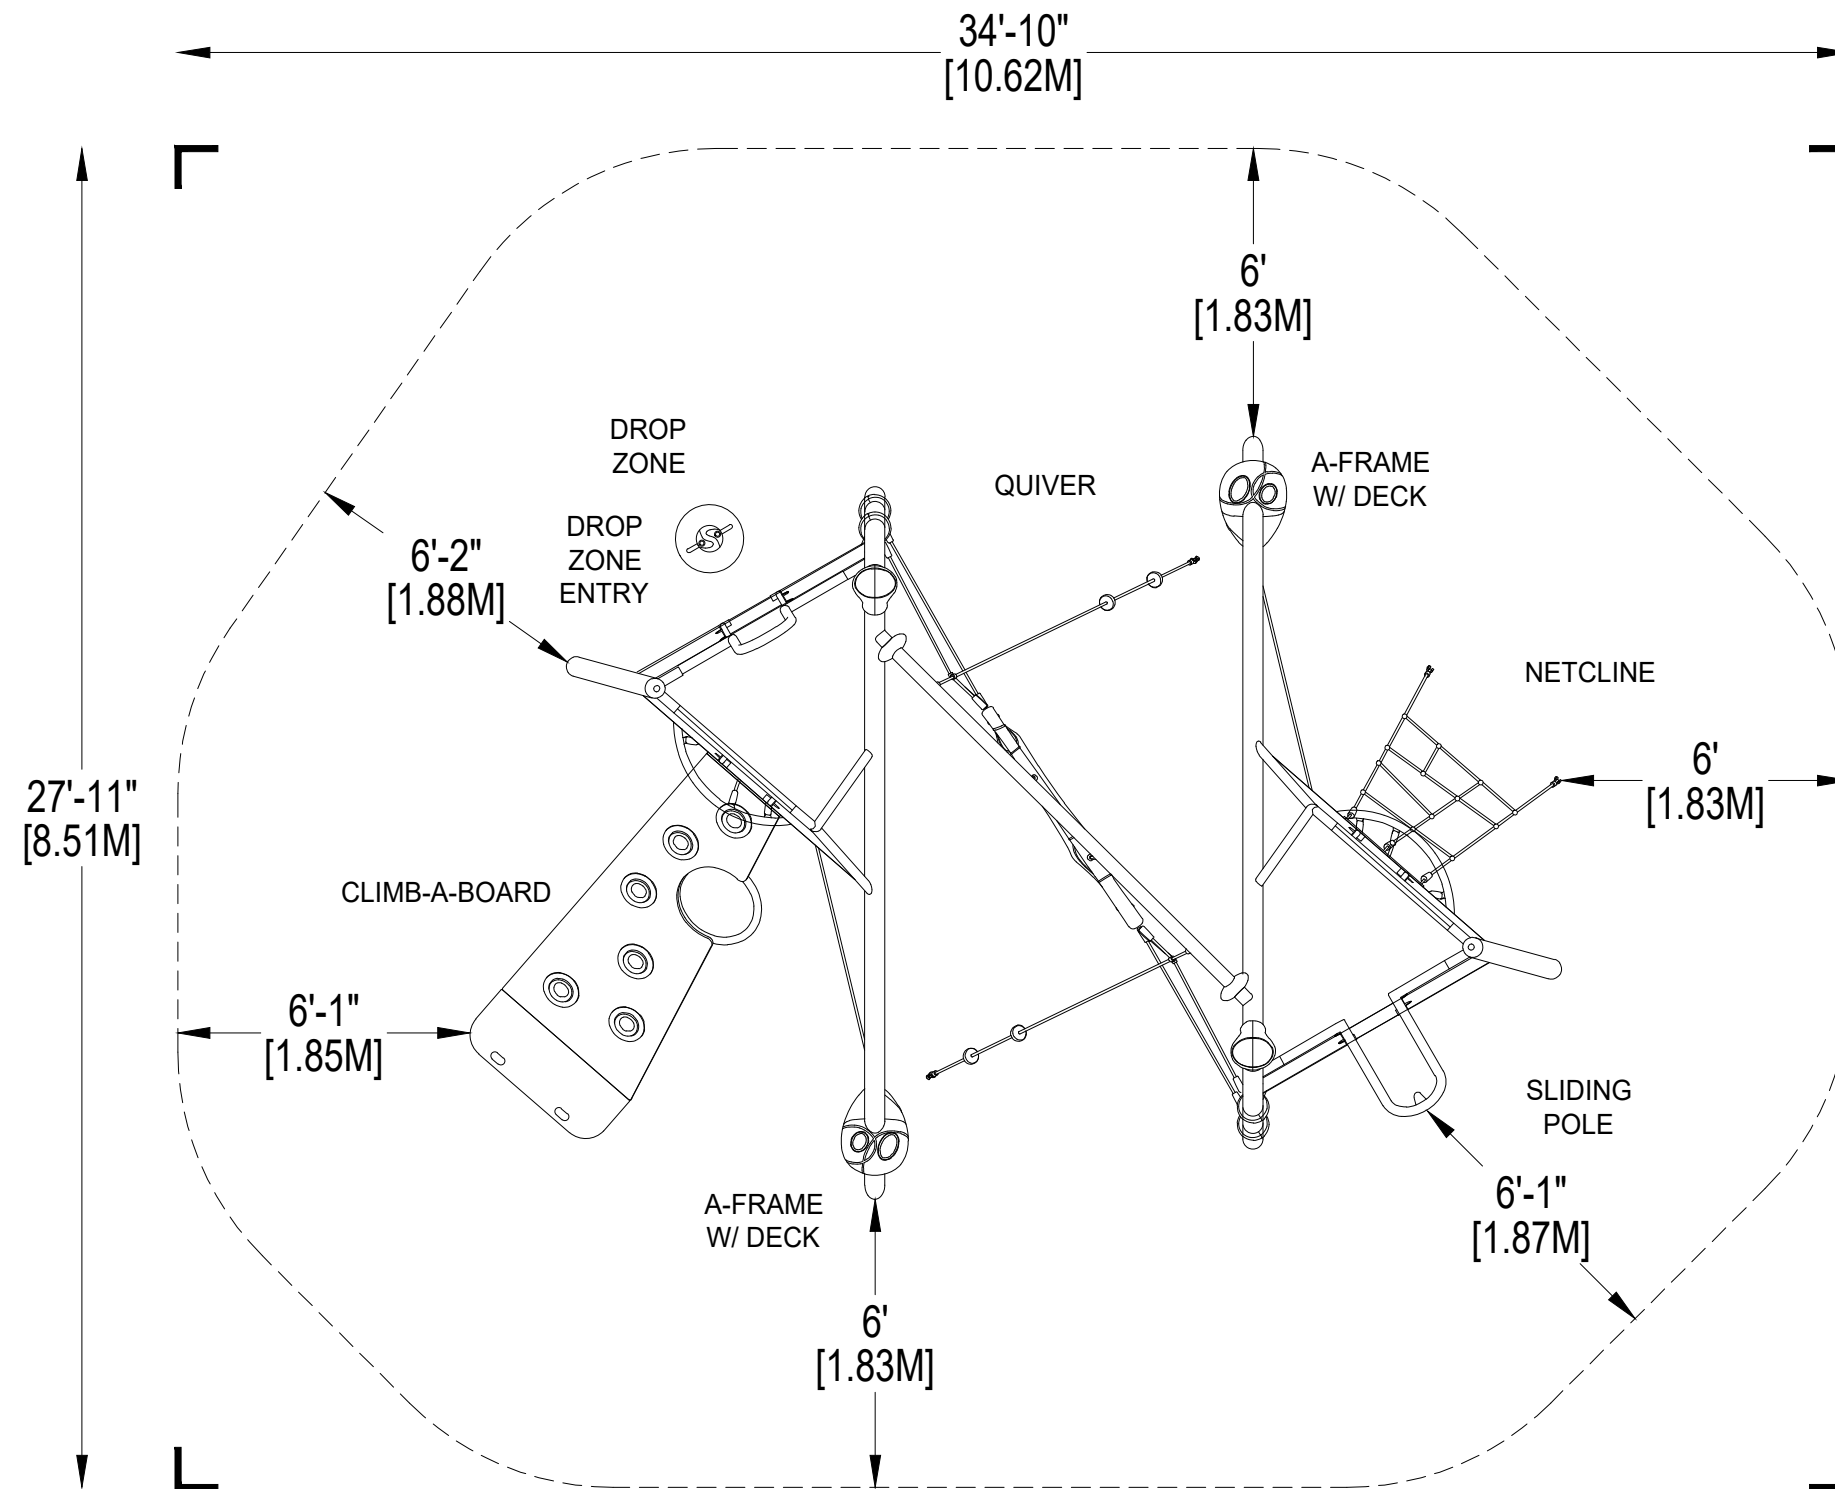 34'-10"
[10.62M]
6'
[1.83M]
DROP
ZONE
QUIVER
A-FRAME
W/ DECK
DROP
ZONE
ENTRY
6'-2"
[1.88M]
NETCLINE
6'
[1.83M]
27'-11"
[8.51M]
CLIMB-A-BOARD
6'-1"
[1.85M]
SLIDING
POLE
A-FRAME
W/ DECK
6'-1"
[1.87M]
6'
[1.83M]